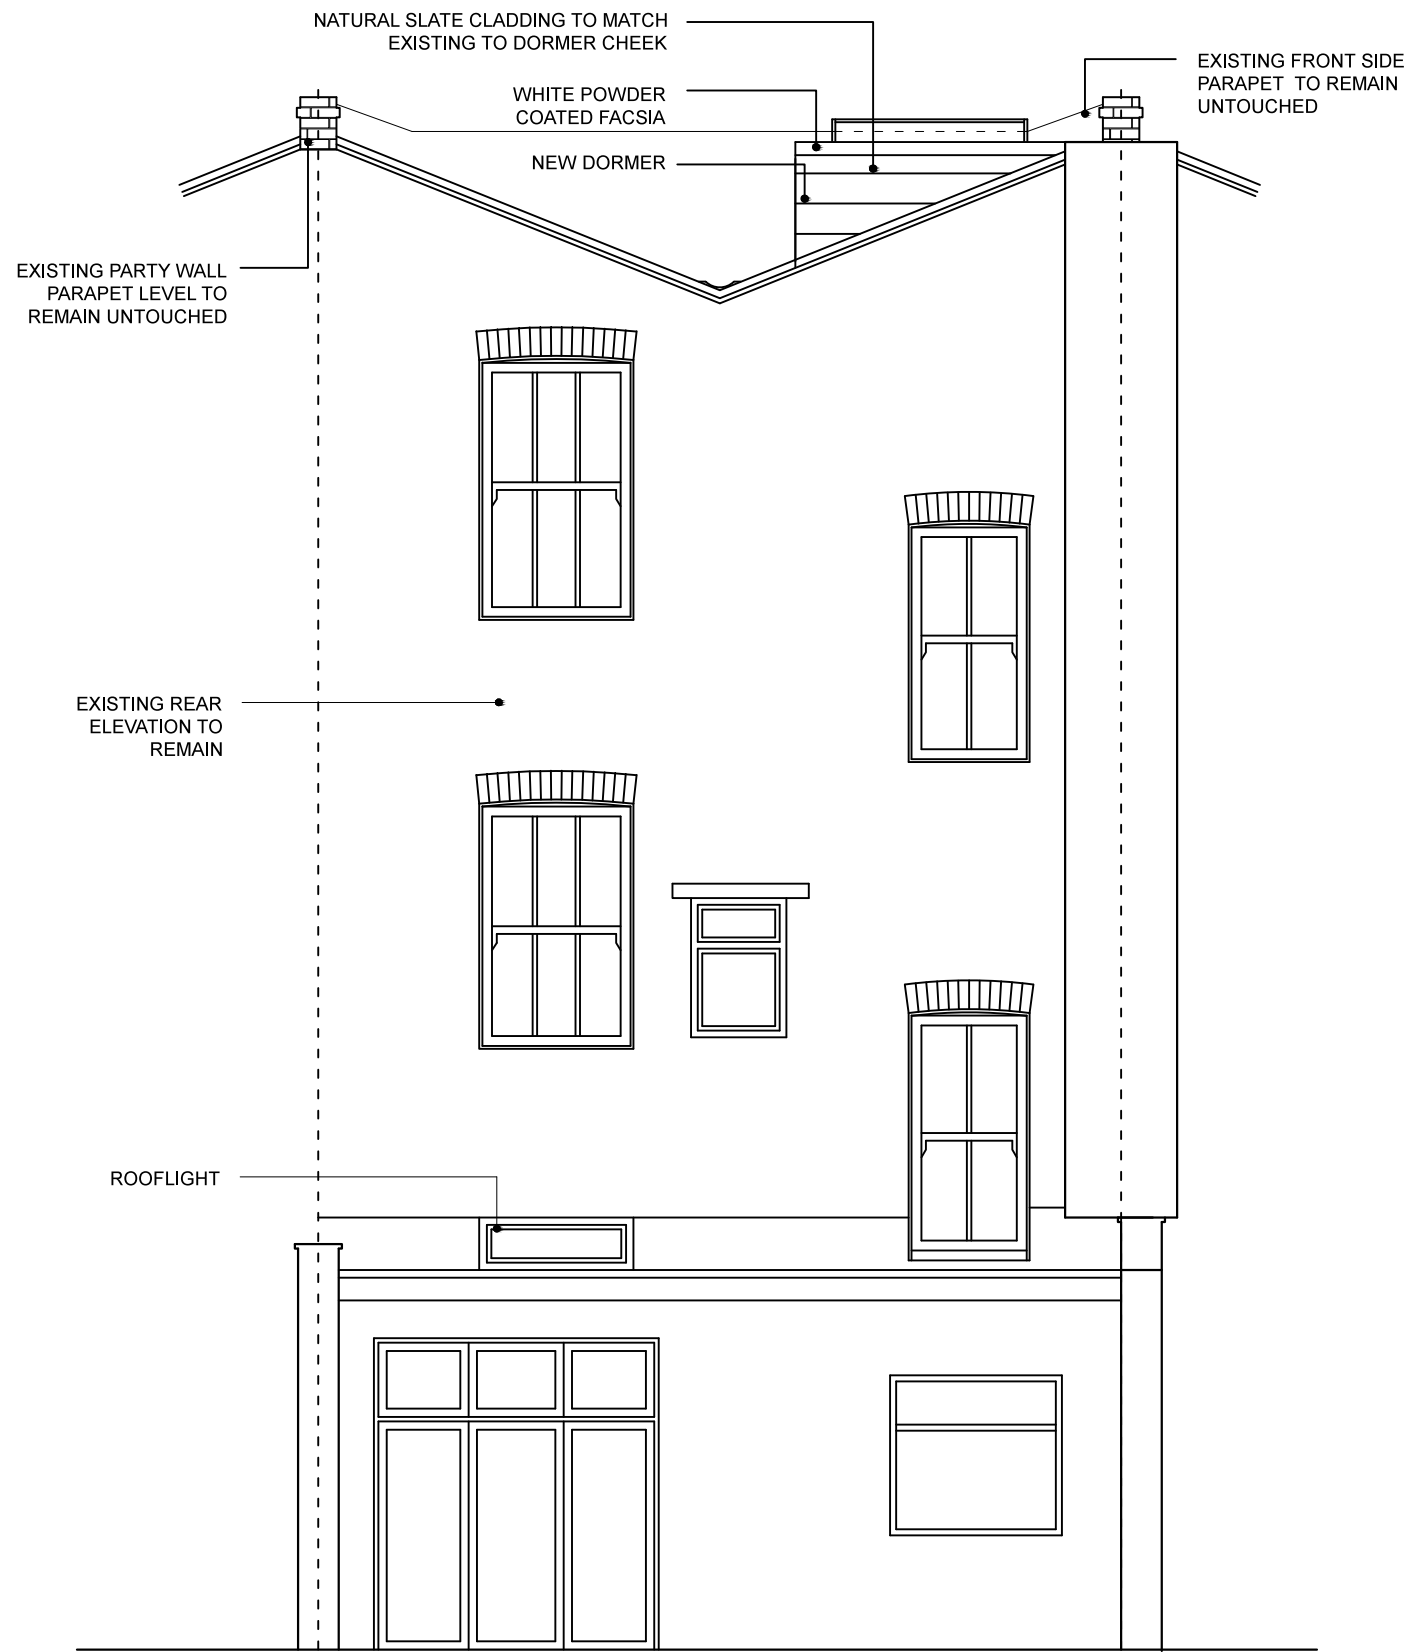 NATURAL SLATE CLADDING TO MATCH
EXISTING TO DORMER CHEEK
EXISTING FRONT SIDE
PARAPET TO REMAIN
UNTOUCHED
WHITE POWDER
COATED FACSIA
NEW DORMER
EXISTING PARTY WALL
PARAPET LEVEL TO
REMAIN UNTOUCHED
EXISTING REAR
ELEVATION TO
REMAIN
ROOFLIGHT